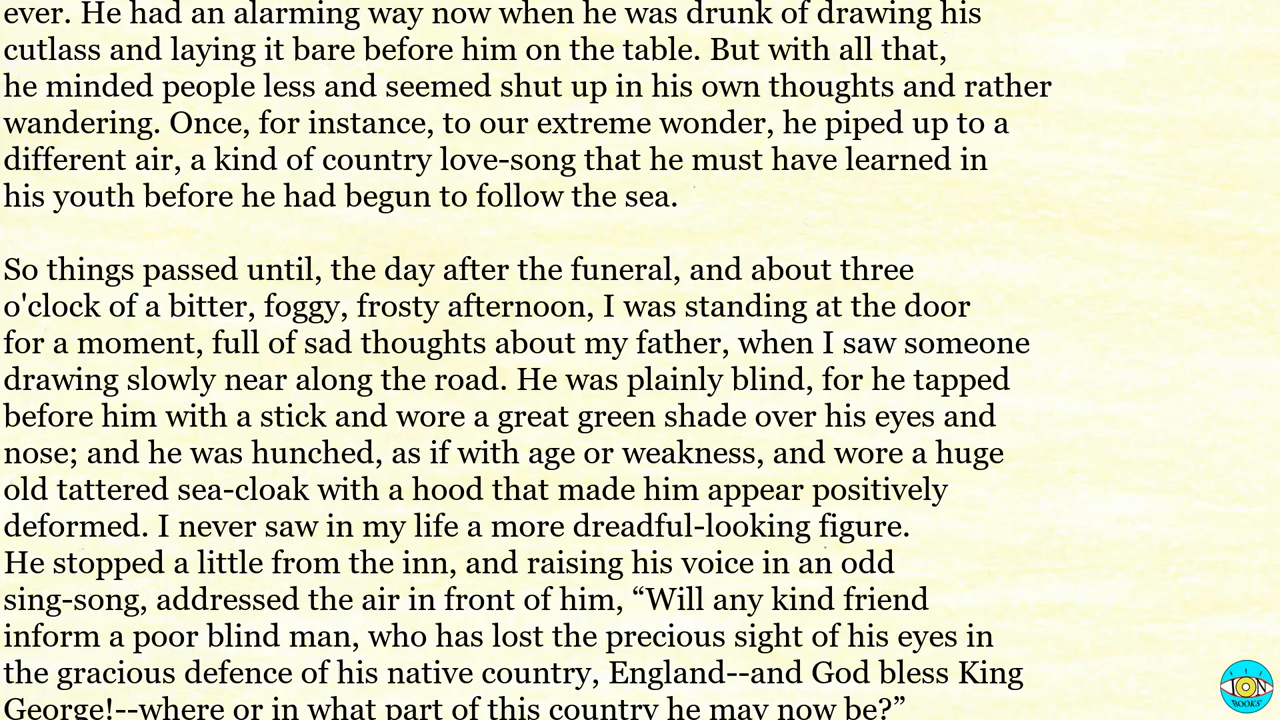 ever. He had an alarming way now when he was drunk of drawing his
cutlass and laying it bare before him on the table. But with all that,
he minded people less and seemed shut up in his own thoughts and rather
wandering. Once, for instance, to our extreme wonder, he piped up to a
different air, a kind of country love-song that he must have learned in
his youth before he had begun to follow the sea.
So things passed until, the day after the funeral, and about three
o'clock of a bitter, foggy, frosty afternoon, I was standing at the door
for a moment, full of sad thoughts about my father, when I saw someone
drawing slowly near along the road. He was plainly blind, for he tapped
before him with a stick and wore a great green shade over his eyes and
nose; and he was hunched, as if with age or weakness, and wore a huge
old tattered sea-cloak with a hood that made him appear positively
deformed. I never saw in my life a more dreadful-looking figure.
He stopped a little from the inn, and raising his voice in an odd
sing-song, addressed the air in front of him, “Will any kind friend
inform a poor blind man, who has lost the precious sight of his eyes in
the gracious defence of his native country, England--and God bless King
George!--where or in what part of this country he may now be?”
ION
BOOKS